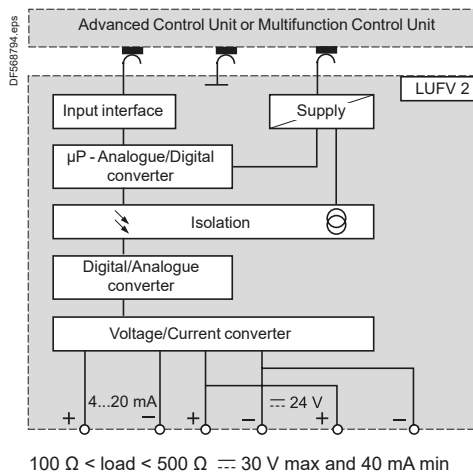 DF568794.eps
Advanced Control Unit or Multifunction Control Unit
LUFV 2
Input interface
Supply
µP - Analogue/Digital
converter
Isolation
Digital/Analogue
converter
Voltage/Current converter
4...20 mA
⎓ 24 V
+ − + − + −
100 Ω < load < 500 Ω ⎓ 30 V max and 40 mA min